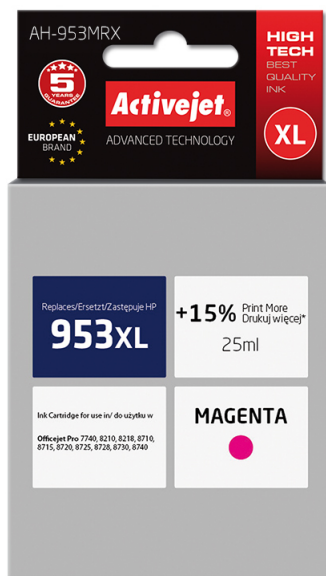 AH-953MRX
HIGH
TECH
BEST
QUALITY
INK
5
YEARS
GUARANTEE
Activejet®
EUROPEAN
BRAND
ADVANCED TECHNOLOGY
XL
Replaces/Ersetzt/Zastępuje HP
953XL
+15% Print More
Drukuj więcej*
25ml
Ink Cartridge for use in/ do użytku w
Officejet Pro 7740, 8210, 8218, 8710,
8715, 8720, 8725, 8728, 8730, 8740
MAGENTA